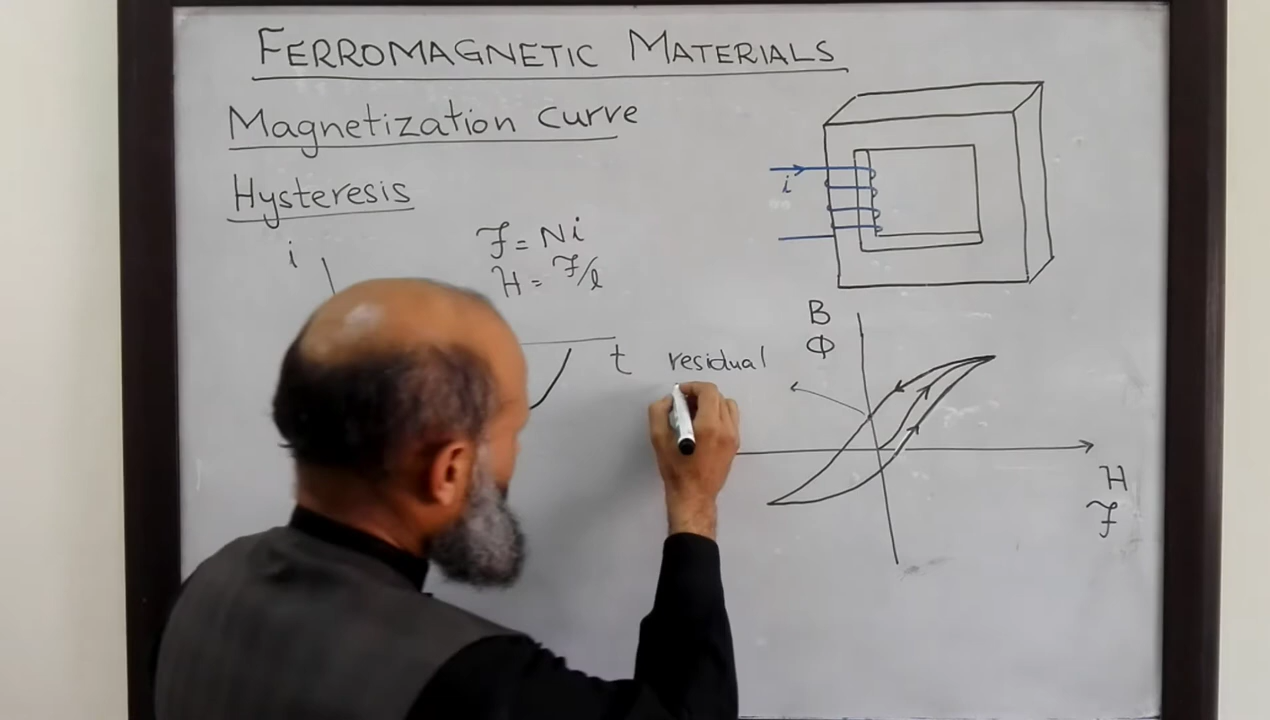 FERROMAGNETIC MATERIALS
Magnetization Curve
Hysteresis
i
ℱ = Ni
H = ℱ/l
t
i
residual
B
Φ
H
ℱ